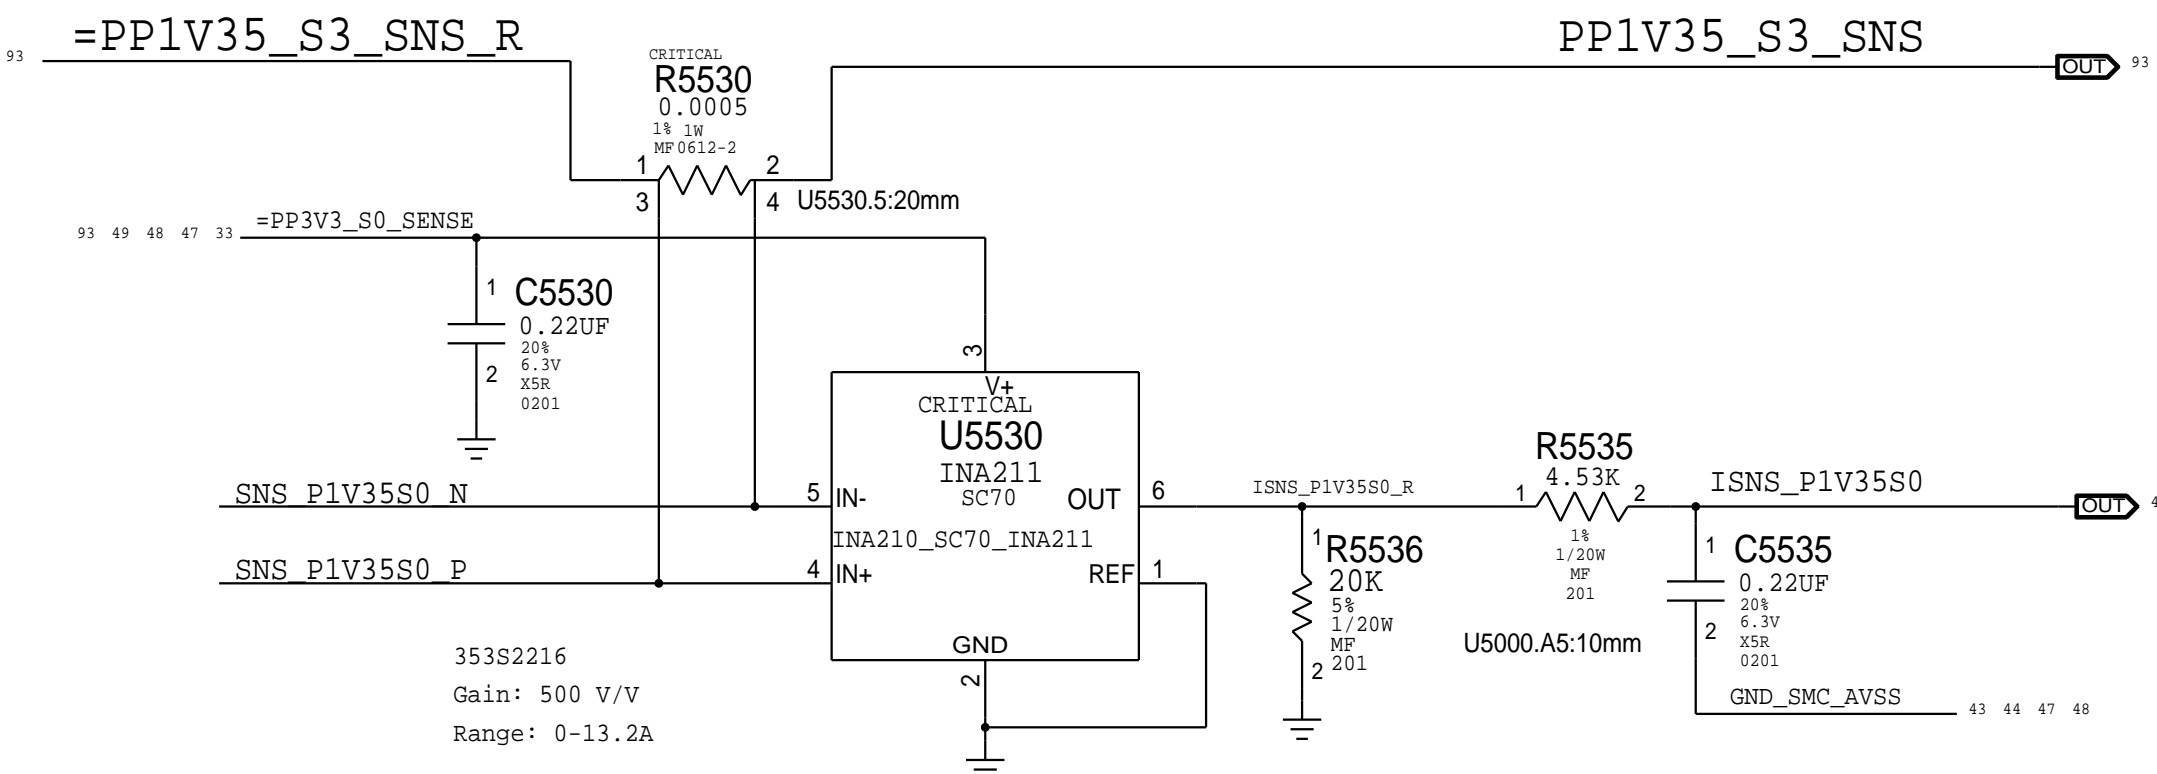 =PP1V35_S3_SNS_R
PP1V35_S3_SNS
93
OUT
93
CRITICAL
R5530
0.0005
1% 1W
MF0612-2
1
2
3
4
U5530.5:20mm
93 49 48 47 33
=PP3V3_S0_SENSE
1
C5530
0.22UF
20%
6.3V
X5R
0201
2
3
V+
CRITICAL
U5530
INA211
SC70
INA210_SC70_INA211
SNS_P1V35S0_N
5
IN-
OUT
6
SNS_P1V35S0_P
4
IN+
REF
1
GND
2
ISNS_P1V35S0_R
R5535
4.53K
1
2
1%
1/20W
MF
201
ISNS_P1V35S0
OUT
4
1
R5536
20K
5%
1/20W
MF
201
2
U5000.A5:10mm
1
C5535
0.22UF
20%
6.3V
X5R
0201
2
GND_SMC_AVSS
43 44 47 48
353S2216
Gain: 500 V/V
Range: 0-13.2A